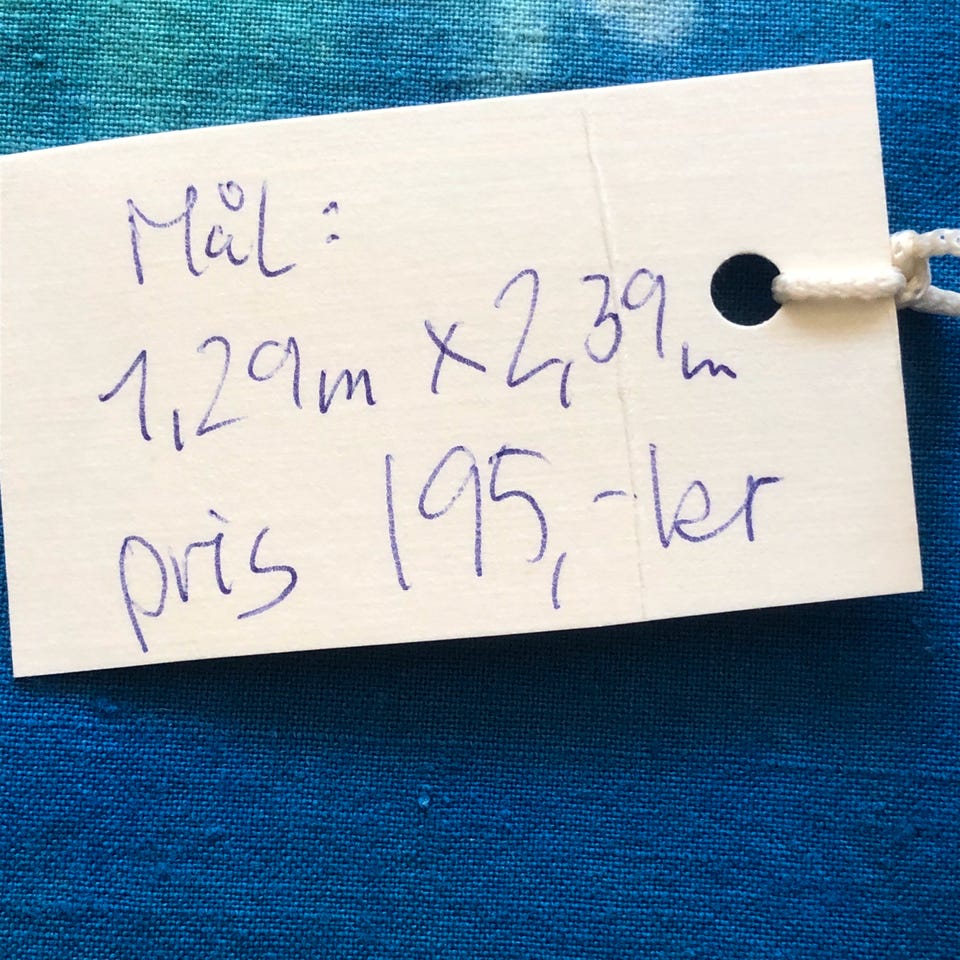 Mål:
1,29m x 2,39m
pris 195,- kr